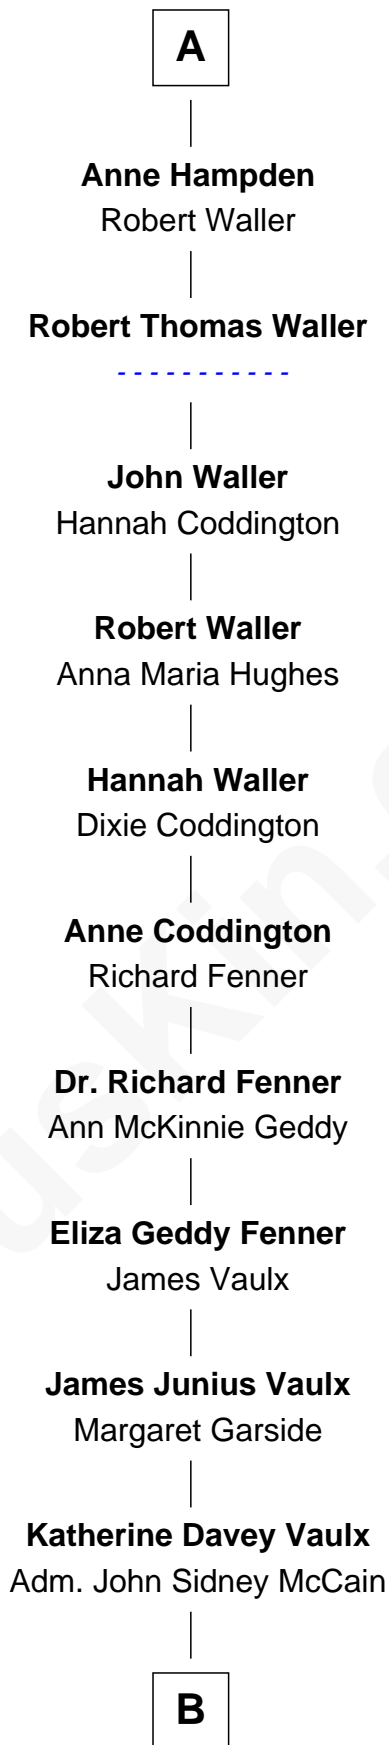 A
Anne Hampden
Robert Waller
Robert Thomas Waller
- - - - - - - - - - -
John Waller
Hannah Coddington
Robert Waller
Anna Maria Hughes
Hannah Waller
Dixie Coddington
Anne Coddington
Richard Fenner
Dr. Richard Fenner
Ann McKinnie Geddy
Eliza Geddy Fenner
James Vaulx
James Junius Vaulx
Margaret Garside
Katherine Davey Vaulx
Adm. John Sidney McCain
B